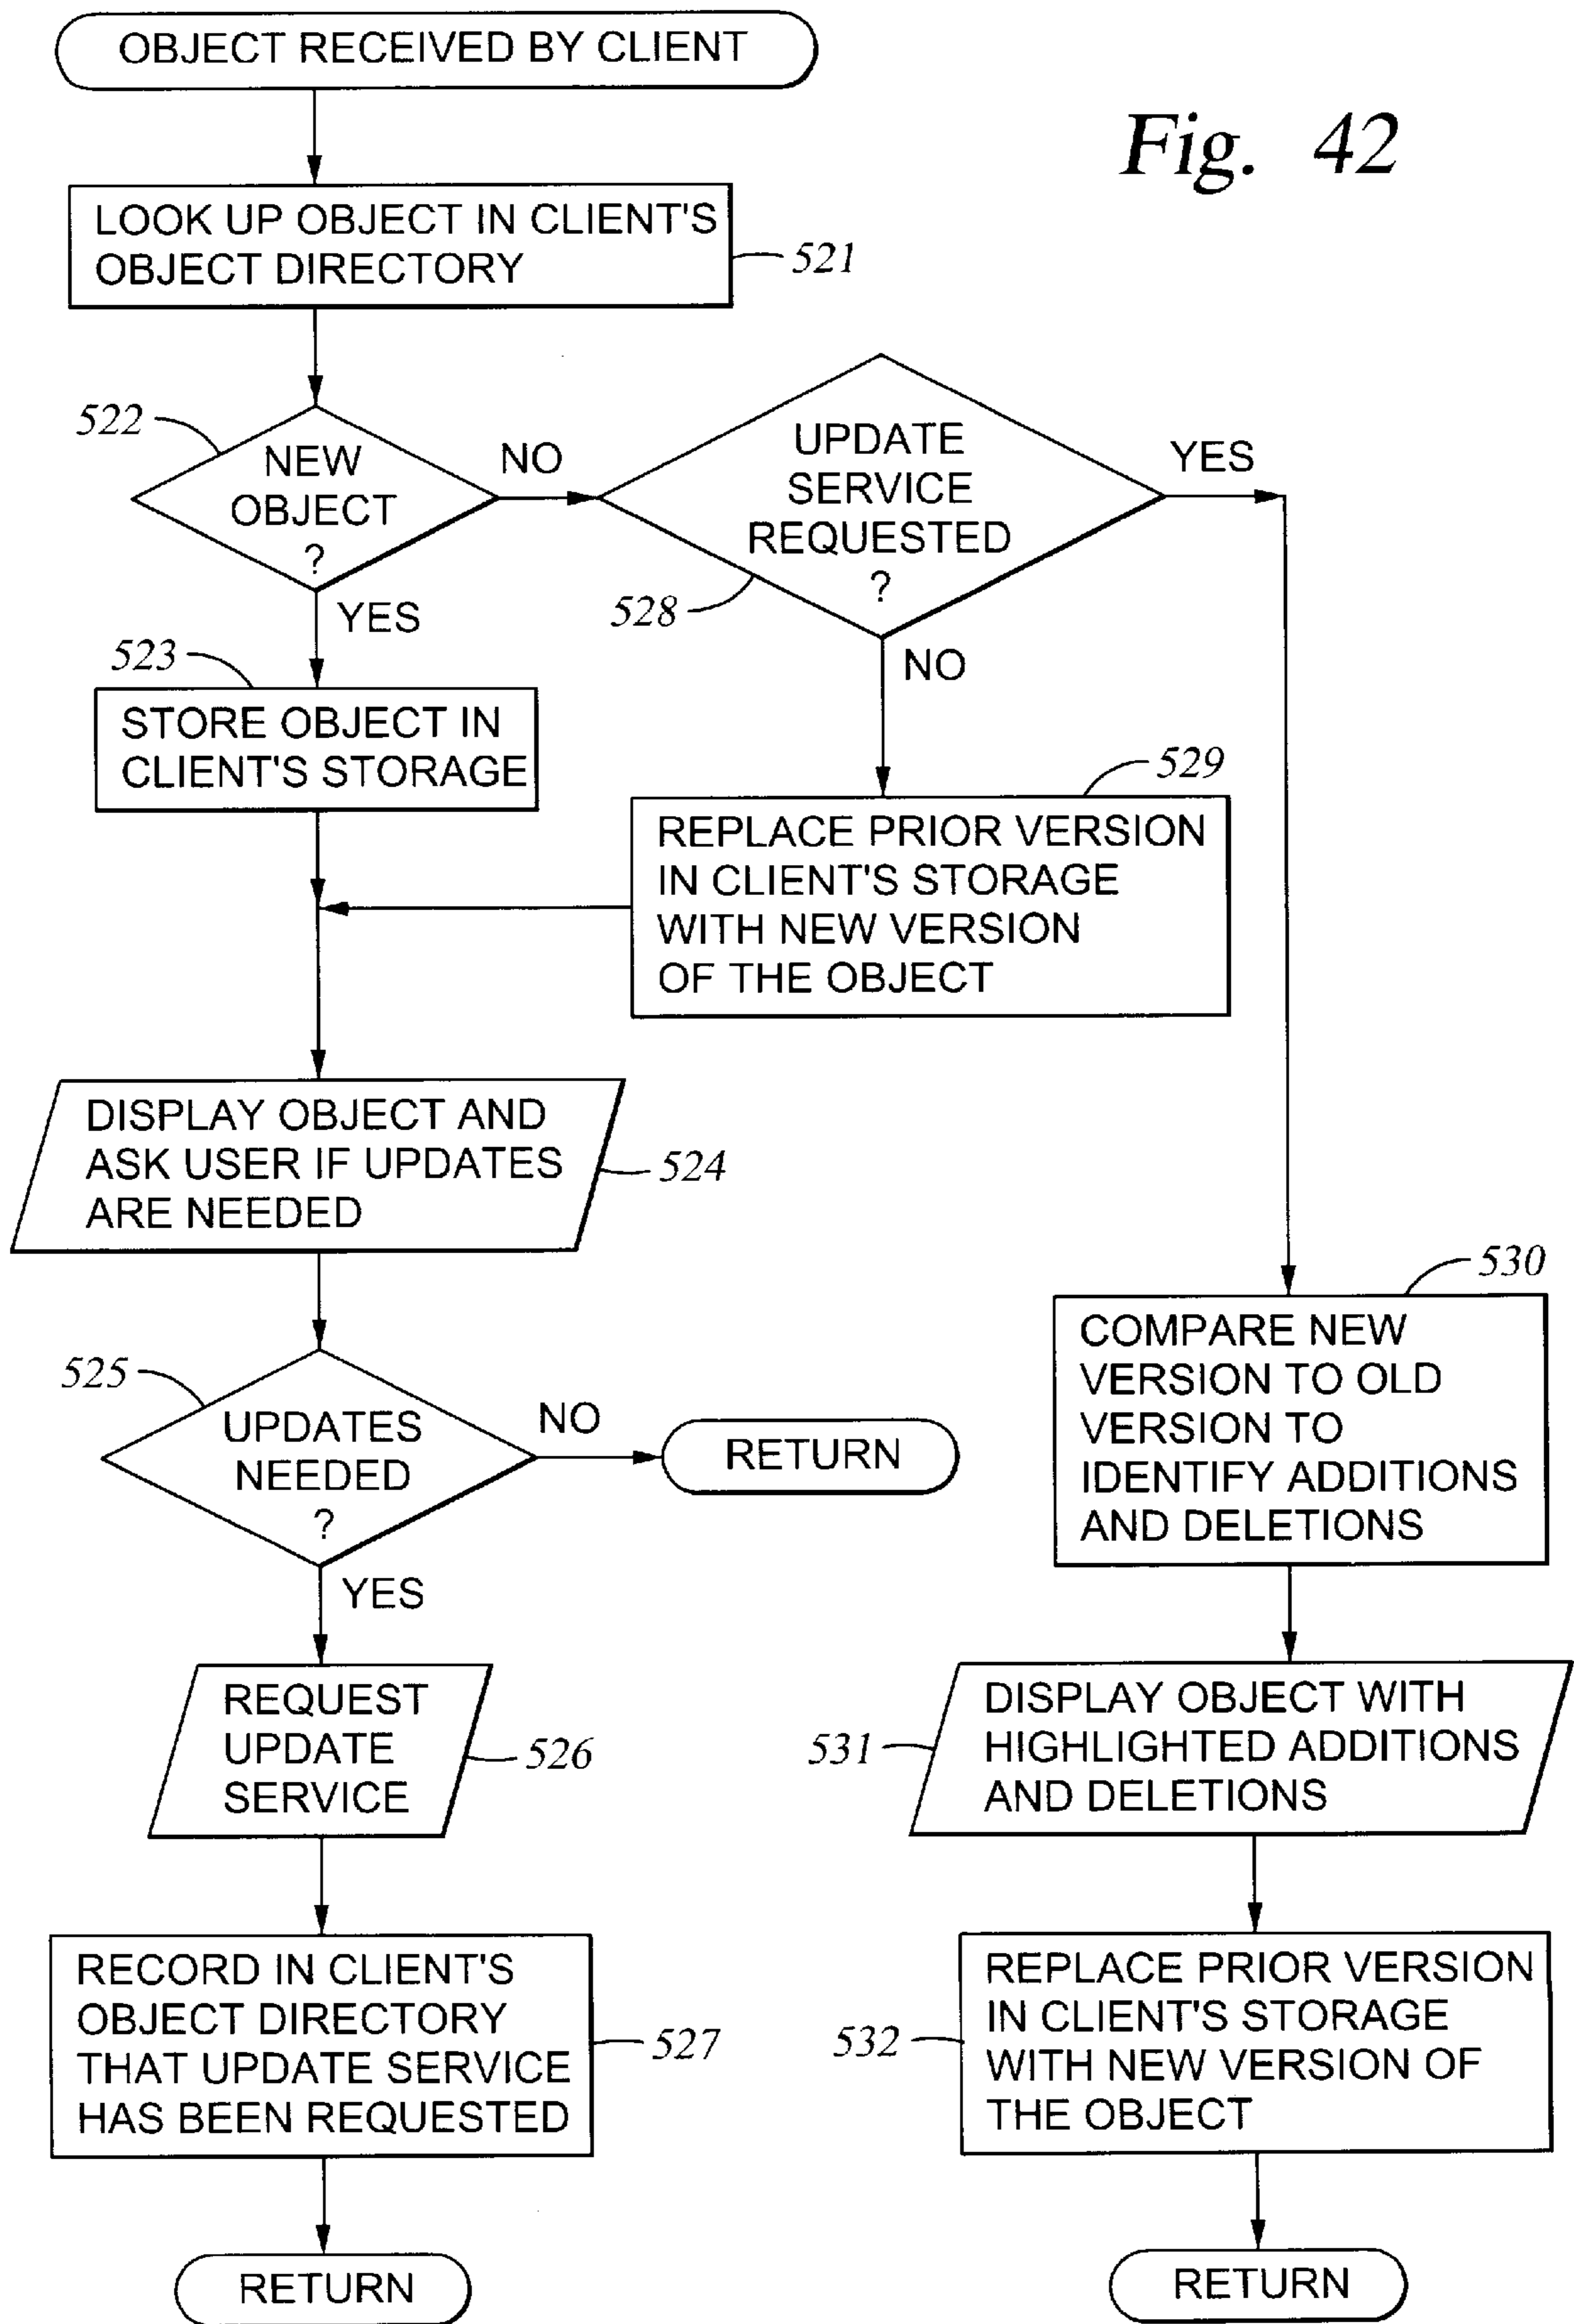 OBJECT RECEIVED BY CLIENT
Fig. 42
LOOK UP OBJECT IN CLIENT'S
OBJECT DIRECTORY
521
522
NEW
OBJECT
?
NO
YES
UPDATE
SERVICE
REQUESTED
?
YES
528
NO
523
STORE OBJECT IN
CLIENT'S STORAGE
529
REPLACE PRIOR VERSION
IN CLIENT'S STORAGE
WITH NEW VERSION
OF THE OBJECT
DISPLAY OBJECT AND
ASK USER IF UPDATES
ARE NEEDED
524
525
UPDATES
NEEDED
?
NO
RETURN
YES
530
COMPARE NEW
VERSION TO OLD
VERSION TO
IDENTIFY ADDITIONS
AND DELETIONS
REQUEST
UPDATE
SERVICE
526
531
DISPLAY OBJECT WITH
HIGHLIGHTED ADDITIONS
AND DELETIONS
RECORD IN CLIENT'S
OBJECT DIRECTORY
THAT UPDATE SERVICE
HAS BEEN REQUESTED
527
532
REPLACE PRIOR VERSION
IN CLIENT'S STORAGE
WITH NEW VERSION OF
THE OBJECT
RETURN
RETURN